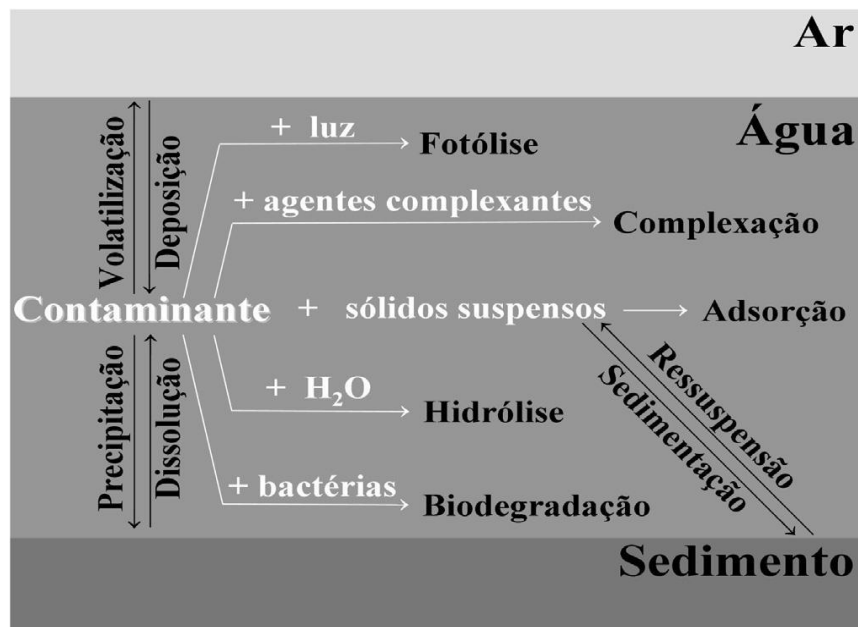 Ar
Água
Volatilização
Deposição
+ luz
Fotólise
+ agentes complexantes
Complexação
Contaminante + sólidos suspensos
Adsorção
Precipitação
Dissolução
+ H₂O
Hidrólise
+ bactérias
Biodegradação
Ressuspensão
Sedimentação
Sedimento